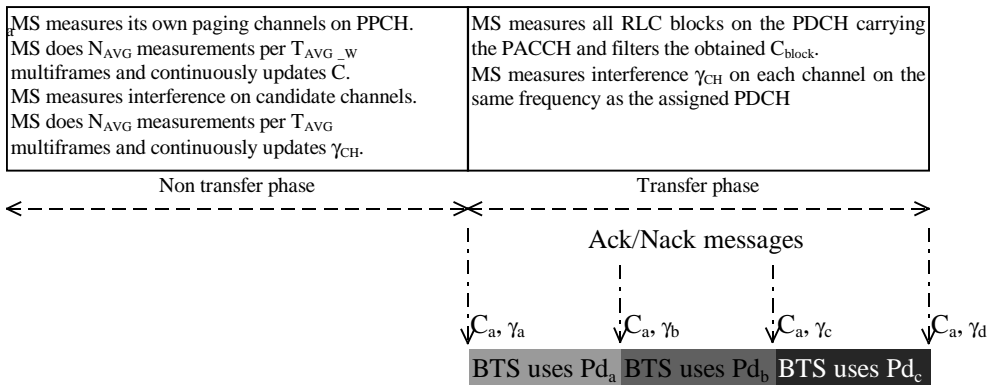 MS measures its own paging channels on PPCH.
a
MS does N_AVG measurements per T_AVG_W
multiframes and continuously updates C.
MS measures interference on candidate channels.
MS does N_AVG measurements per T_AVG
multiframes and continuously updates γ_CH.
MS measures all RLC blocks on the PDCH carrying
the PACCH and filters the obtained C_block.
MS measures interference γ_CH on each channel on the
same frequency as the assigned PDCH
Non transfer phase
Transfer phase
Ack/Nack messages
C_a, γ_a
C_a, γ_b
C_a, γ_c
C_a, γ_d
BTS uses Pd_a
BTS uses Pd_b
BTS uses Pd_c